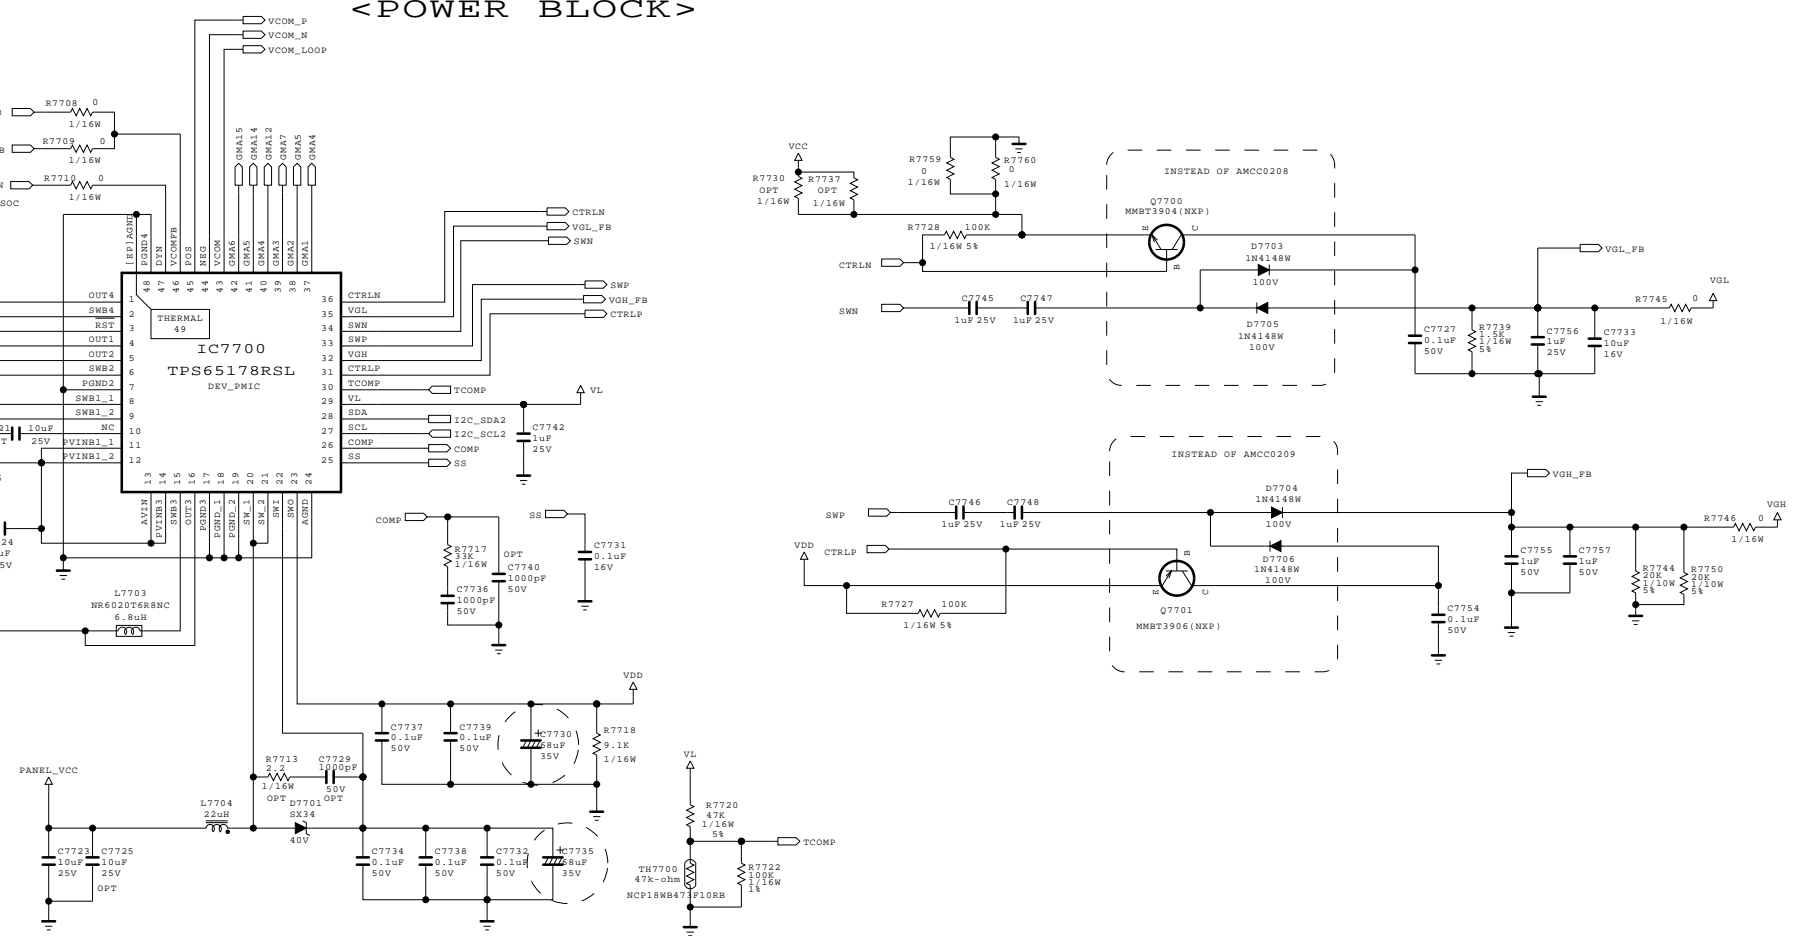 <POWER BLOCK>
VCOM_P
VCOM_N
VCOM_LOOP
R7708
0
1/16W
B
R7709
0
1/16W
R7710
0
1/16W
SOC
GMA15
GMA14
GMA12
GMA7
GMA5
GMA4
[EP]AGND
PGND4
DYN
VCOMFB
POS
NEG
VCOM
GMA6
GMA5
GMA4
GMA3
GMA2
GMA1
48
47
46
45
44
43
42
41
40
39
38
37
OUT4
SWB4
RST
OUT1
OUT2
SWB2
PGND2
SWB1_1
SWB1_2
NC
PVINB1_1
PVINB1_2
1
2
3
4
5
6
7
8
9
10
11
12
THERMAL
49
IC7700
TPS65178RSL
DEV_PMIC
36
35
34
33
32
31
30
29
28
27
26
25
CTRLN
VGL
SWN
SWP
VGH
CTRLP
TCOMP
VL
SDA
SCL
COMP
SS
13
14
15
16
17
18
19
20
21
22
23
24
AVIN
PVINB3
SWB3
OUT3
PGND3
PGND_1
PGND_2
SW_1
SW_2
SWI
SWO
AGND
CTRLN
VGL_FB
SWN
SWP
VGH_FB
CTRLP
TCOMP
VL
I2C_SDA2
I2C_SCL2
COMP
SS
C7742
1uF
25V
21
10uF
T
25V
24
uF
5V
L7703
NR6020T6R8NC
6.8uH
COMP
R7717
33K
1/16W
C7736
1000pF
50V
OPT
C7740
1000pF
50V
SS
C7731
0.1uF
16V
VDD
C7737
0.1uF
50V
C7739
0.1uF
50V
C7730
68uF
35V
R7718
9.1K
1/16W
R7713
2.2
1/16W
OPT
C7729
1000pF
50V
OPT
PANEL_VCC
L7704
22uH
D7701
SX34
40V
C7723
10uF
25V
C7725
10uF
25V
OPT
C7734
0.1uF
50V
C7738
0.1uF
50V
C7732
0.1uF
50V
C7735
68uF
35V
VL
R7720
47K
1/16W
5%
TCOMP
TH7700
47k-ohm
NCP18WB473F10RB
R7722
100K
1/16W
1%
VCC
R7730
OPT
1/16W
R7737
OPT
1/16W
R7759
0
1/16W
R7760
0
1/16W
R7728
100K
1/16W 5%
CTRLN
SWN
C7745
1uF 25V
C7747
1uF 25V
INSTEAD OF AMCC0208
Q7700
MMBT3904(NXP)
E
C
B
D7703
1N4148W
100V
D7705
1N4148W
100V
VGL_FB
VGL
R7745
0
1/16W
C7727
0.1uF
50V
R7739
1.5K
1/16W
5%
C7756
1uF
25V
C7733
10uF
16V
SWP
C7746
1uF 25V
C7748
1uF 25V
VDD
CTRLP
R7727
100K
1/16W 5%
INSTEAD OF AMCC0209
D7704
1N4148W
100V
D7706
1N4148W
100V
B
E
C
Q7701
MMBT3906(NXP)
VGH_FB
VGH
R7746
0
1/16W
C7755
1uF
50V
C7757
1uF
50V
R7744
20K
1/10W
5%
R7750
20K
1/10W
5%
C7754
0.1uF
50V